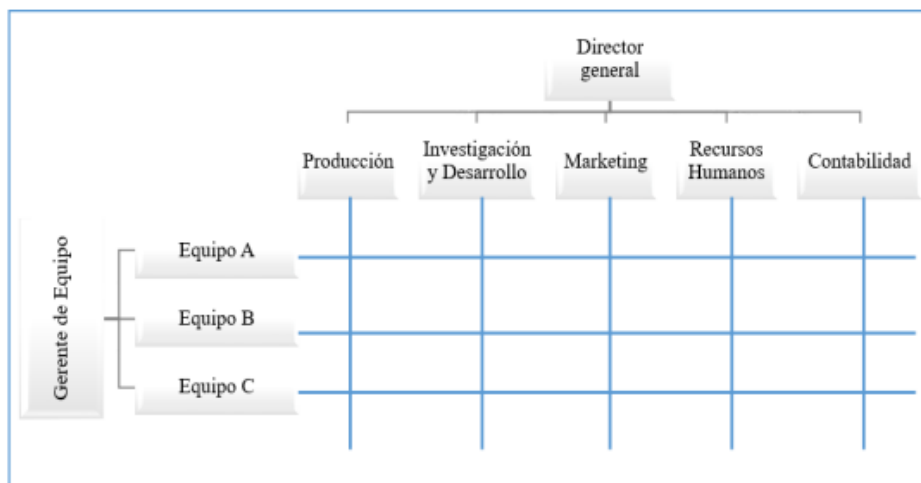 Director
general
Producción
Investigación
y Desarrollo
Marketing
Recursos
Humanos
Contabilidad
Gerente de Equipo
Equipo A
Equipo B
Equipo C